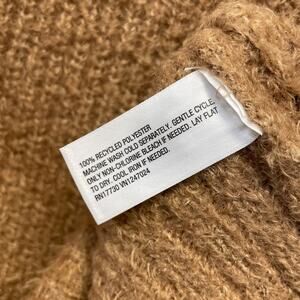 100% RECYCLED POLYESTER
MACHINE WASH COLD SEPARATELY. GENTLE CYCLE.
ONLY NON-CHLORINE BLEACH IF NEEDED. LAY FLAT
TO DRY. COOL IRON IF NEEDED.
RN17730 VN1247024